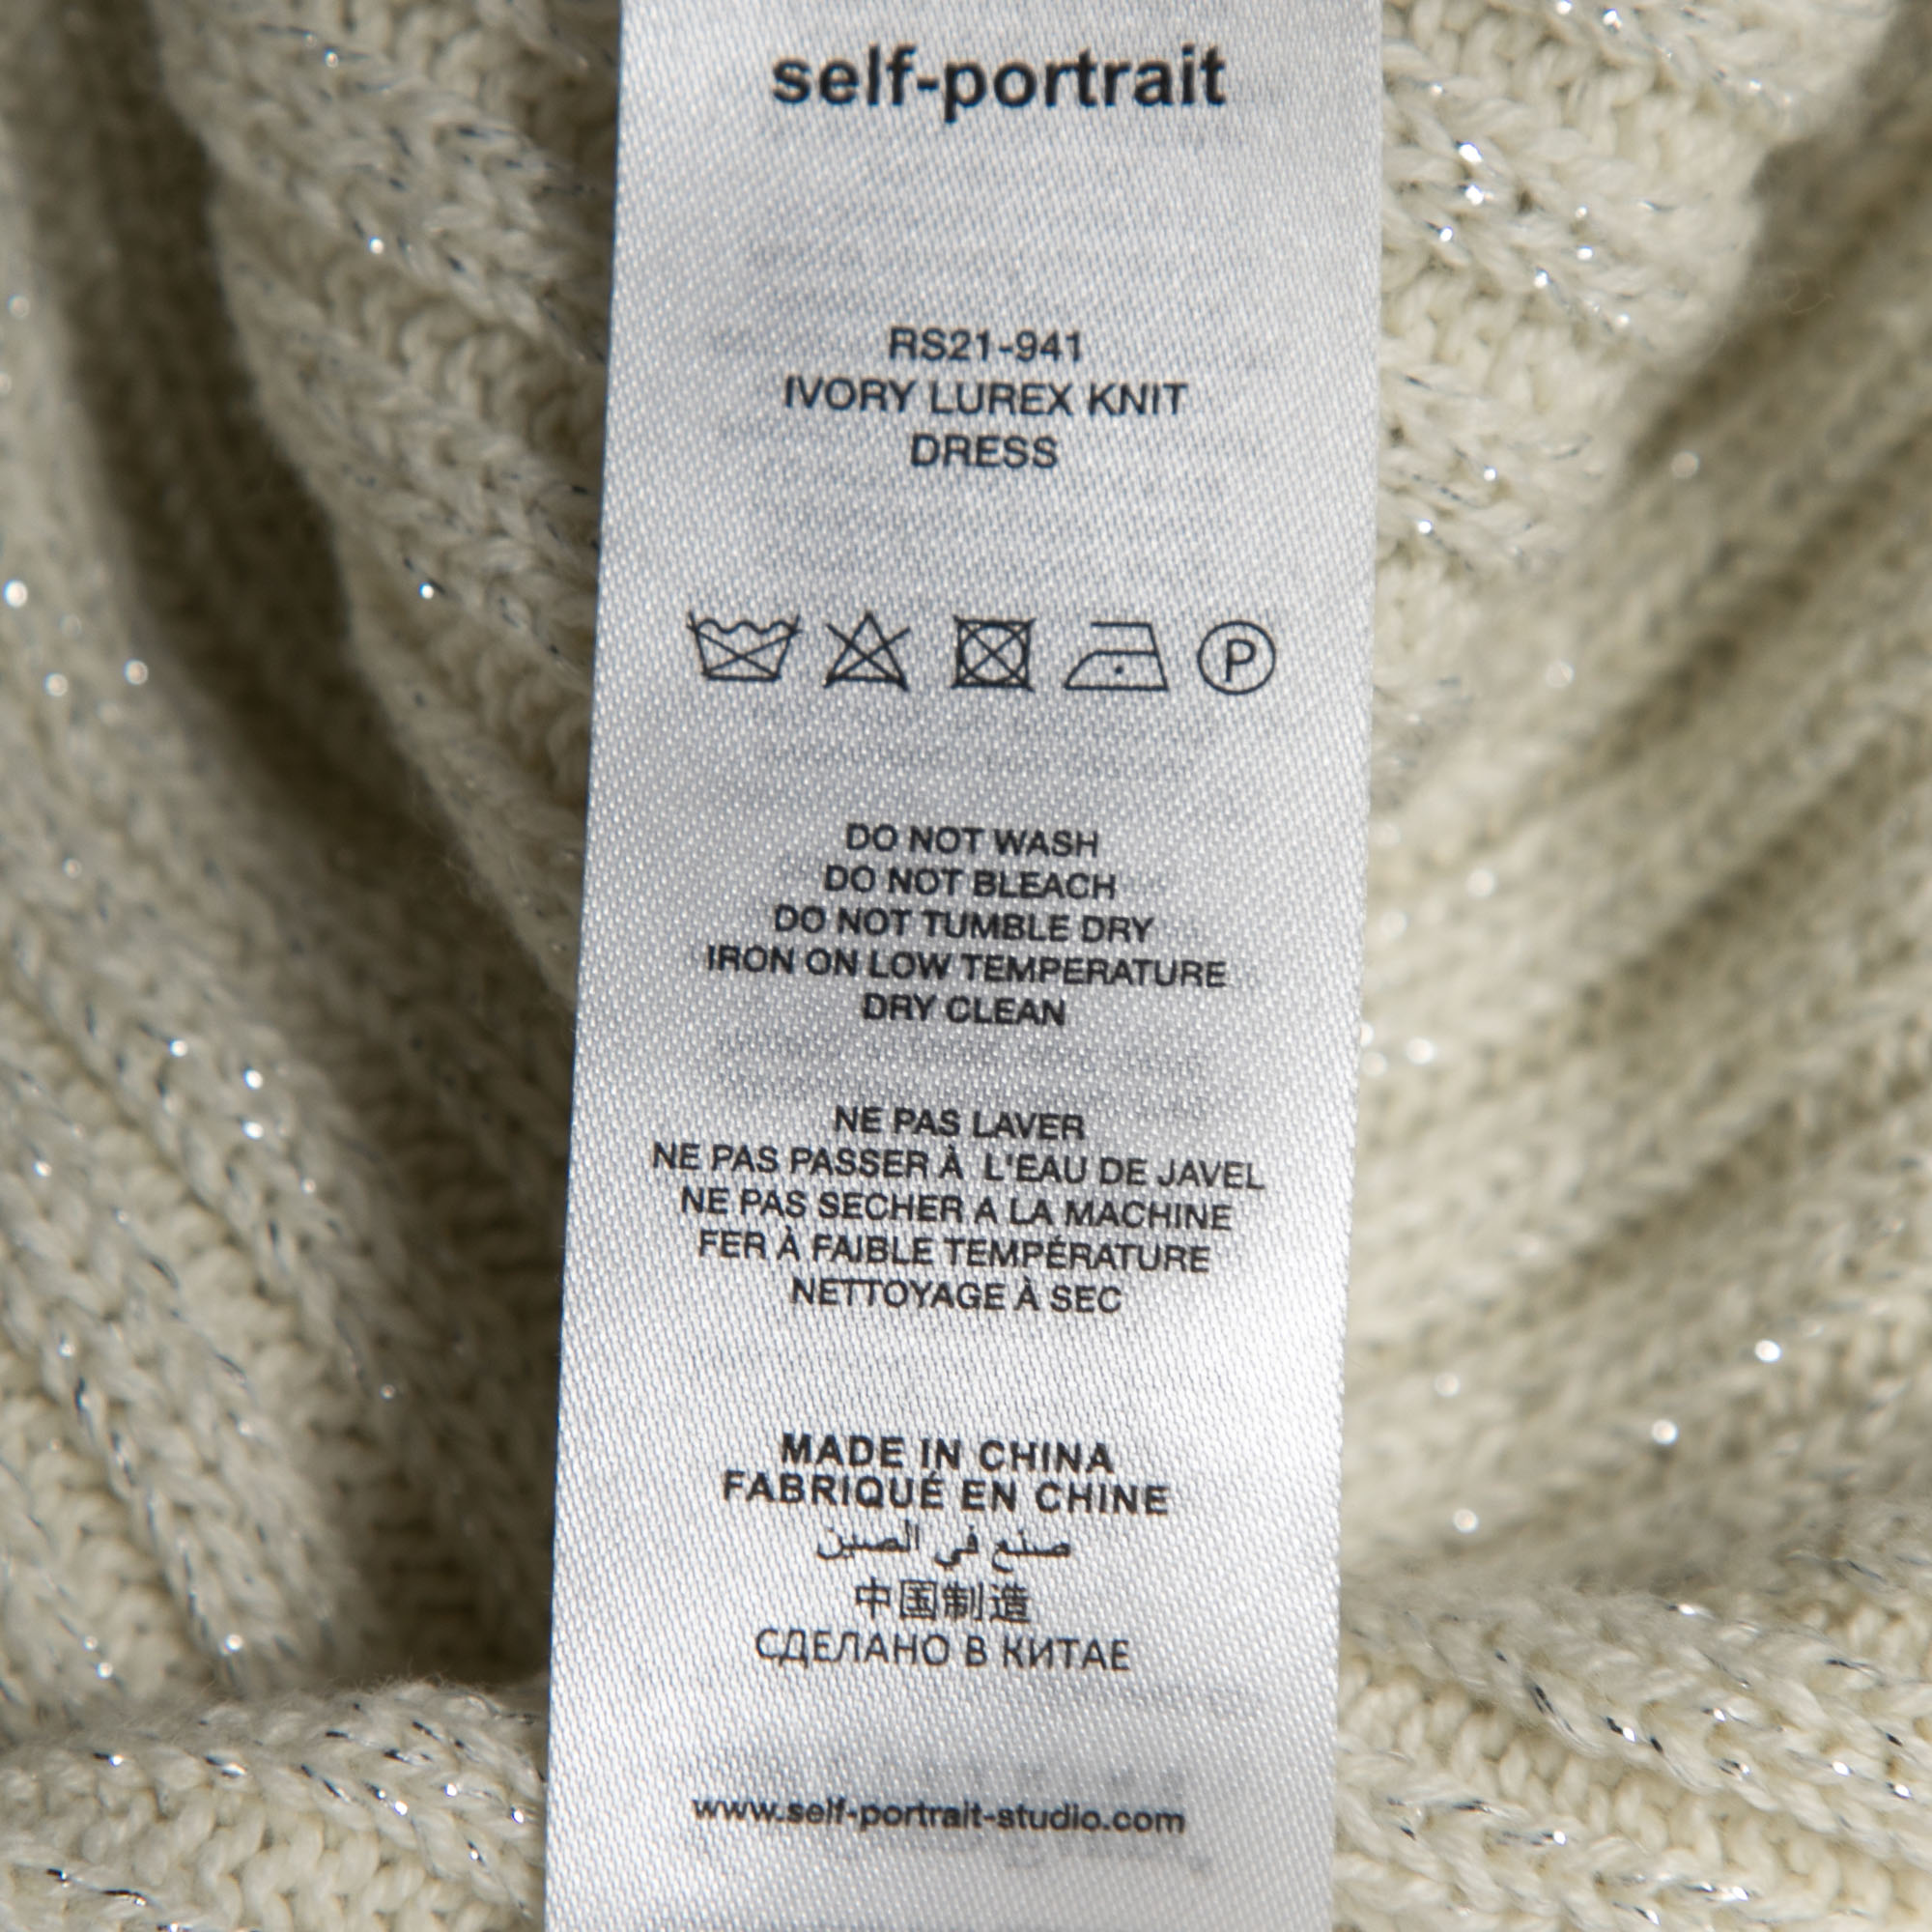 self-portrait
RS21-941
IVORY LUREX KNIT
DRESS
P
DO NOT WASH
DO NOT BLEACH
DO NOT TUMBLE DRY
IRON ON LOW TEMPERATURE
DRY CLEAN
NE PAS LAVER
NE PAS PASSER À L'EAU DE JAVEL
NE PAS SECHER A LA MACHINE
FER À FAIBLE TEMPÉRATURE
NETTOYAGE À SEC
MADE IN CHINA
FABRIQUÉ EN CHINE
صنع في الصين
中国制造
СДЕЛАНО В КИТАЕ
www.self-portrait-studio.com